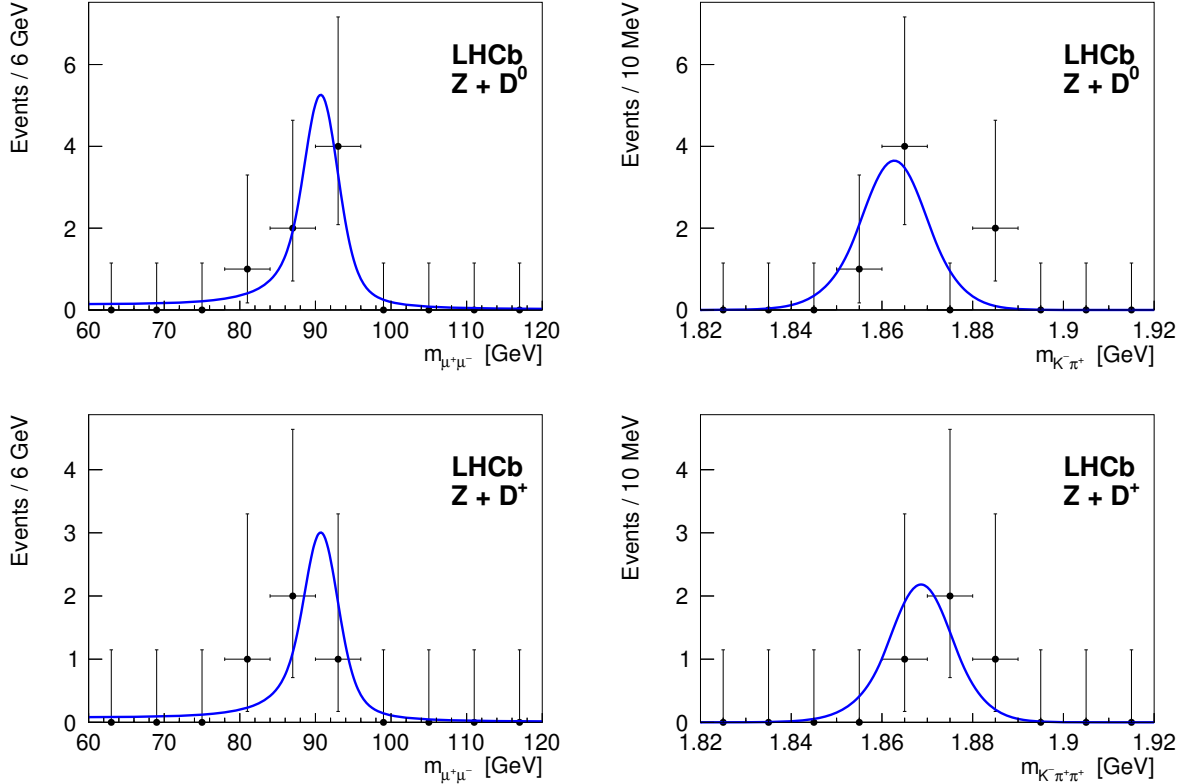 Events / 6 GeV
6
4
2
0
LHCb
Z + D⁰
60 70 80 90 100 110 120
m_{μ⁺μ⁻} [GeV]
Events / 10 MeV
6
4
2
0
LHCb
Z + D⁰
1.82 1.84 1.86 1.88 1.9 1.92
m_{K⁻π⁺} [GeV]
Events / 6 GeV
4
3
2
1
0
LHCb
Z + D⁺
60 70 80 90 100 110 120
m_{μ⁺μ⁻} [GeV]
Events / 10 MeV
4
3
2
1
0
LHCb
Z + D⁺
1.82 1.84 1.86 1.88 1.9 1.92
m_{K⁻π⁺π⁺} [GeV]